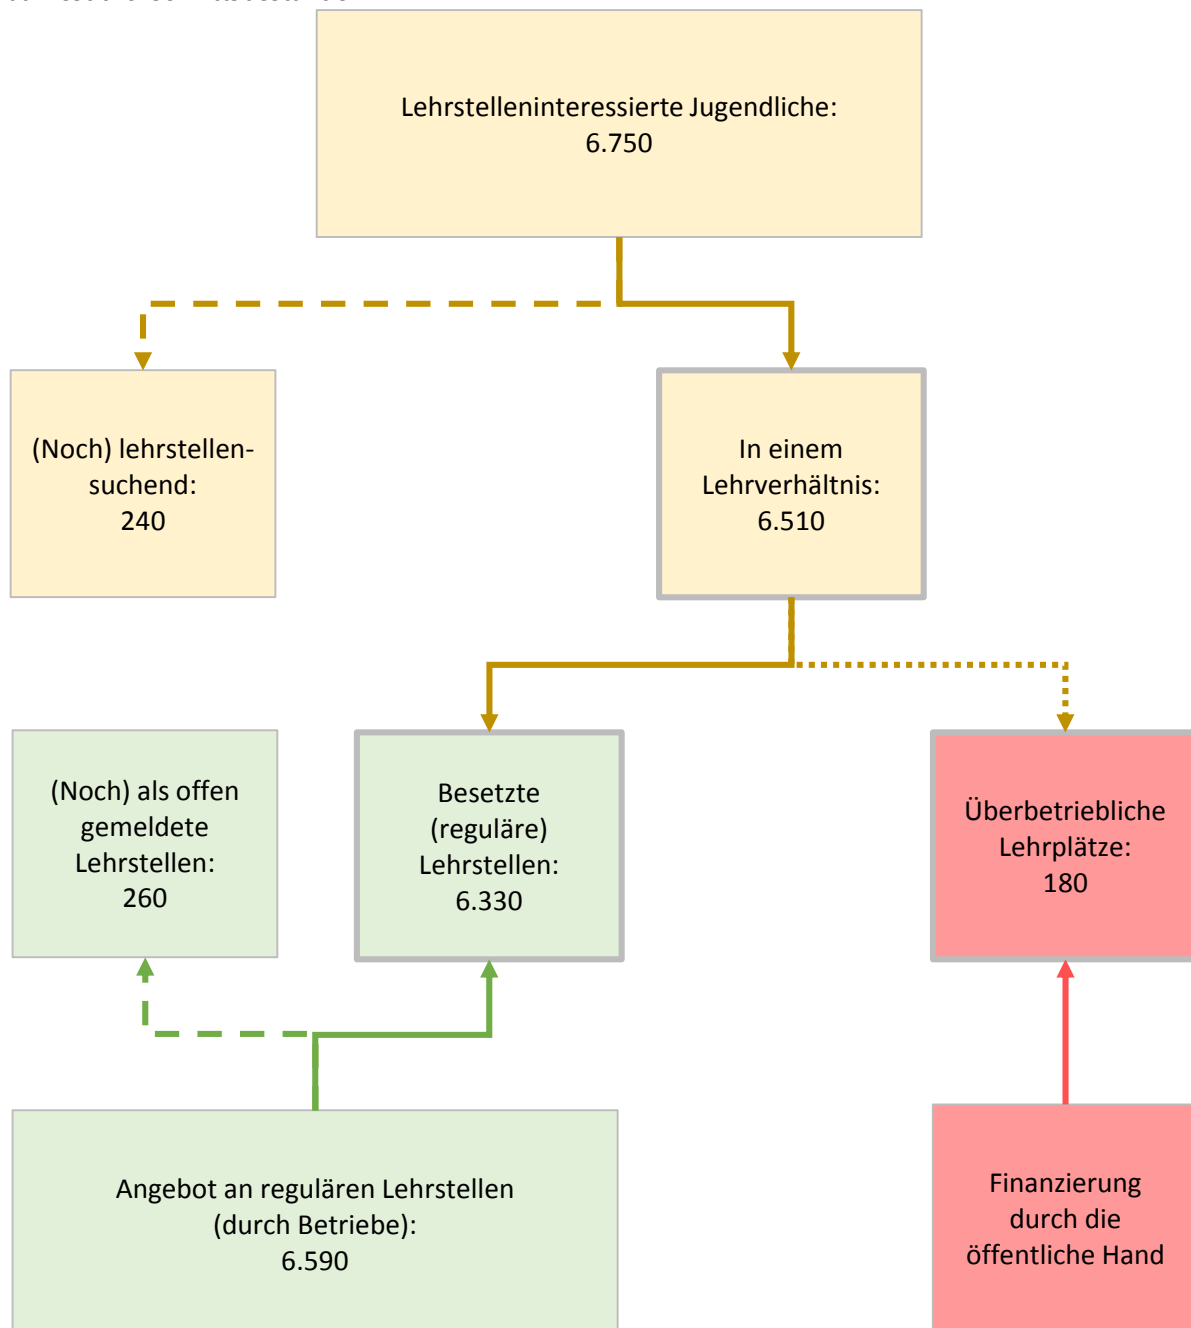 Lehrstelleninteressierte Jugendliche:
6.750
(Noch) lehrstellen-
suchend:
240
In einem
Lehrverhältnis:
6.510
(Noch) als offen
gemeldete
Lehrstellen:
260
Besetzte
(reguläre)
Lehrstellen:
6.330
Überbetriebliche
Lehrplätze:
180
Angebot an regulären Lehrstellen
(durch Betriebe):
6.590
Finanzierung
durch die
öffentliche Hand